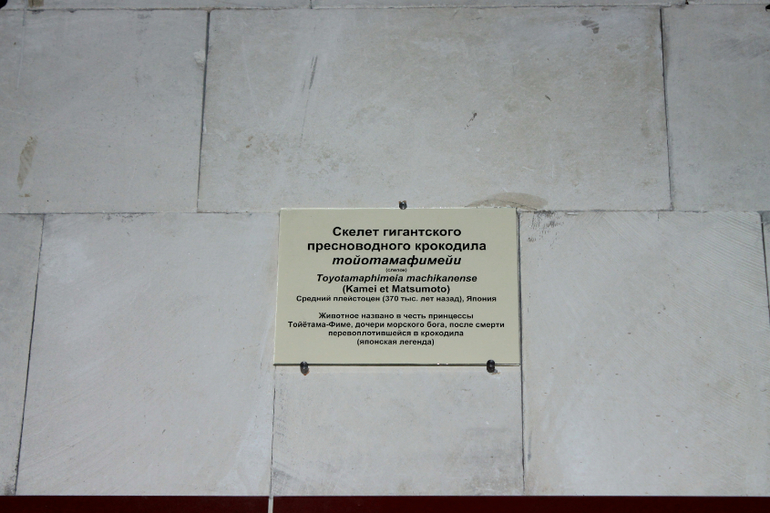 Скелет гигантского
пресноводного крокодила
тойотамафимейи
(слепок)
Toyotamaphimeia machikanense
(Kamei et Matsumoto)
Средний плейстоцен (370 тыс. лет назад), Япония
Животное названо в честь принцессы
Тойётама-Фиме, дочери морского бога, после смерти
перевоплотившейся в крокодила
(японская легенда)